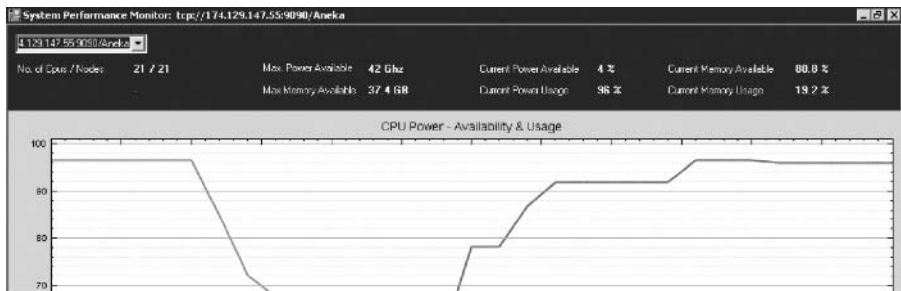 System Performance Monitor: tcp://174.129.147.55:9090/Aneka
4.129.147.55:9090/Aneka
No. of Cpus / Nodes 21 / 21 Max. Power Available 42 Ghz Current Power Available 4 % Current Memory Available 80.8 %
Max Memory Available 37.4 GB Current Power Usage 96 % Current Memory Usage 19.2 %
CPU Power - Availability & Usage
100
90
80
70